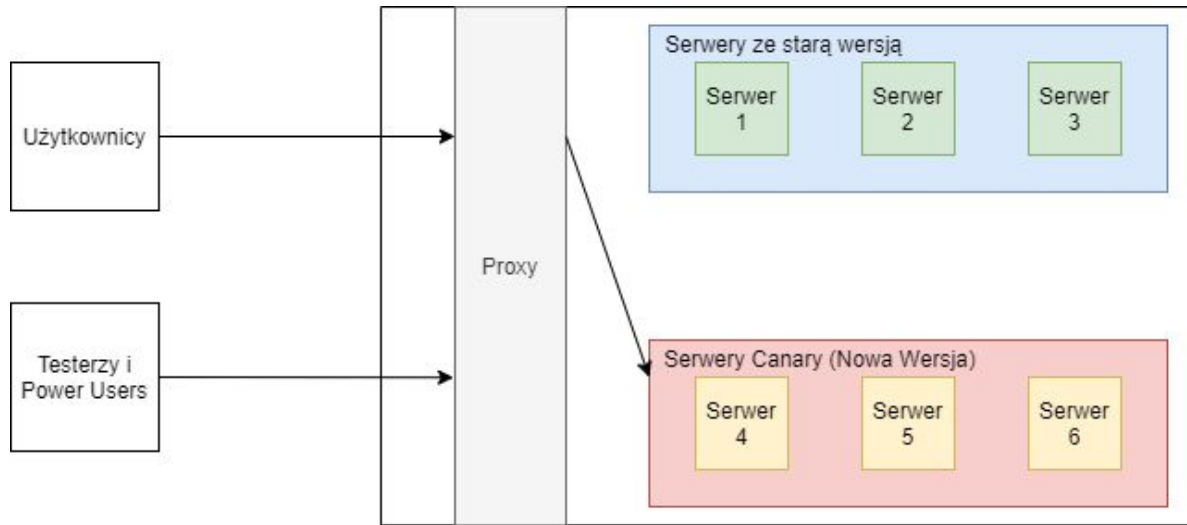 Użytkownicy
Testerzy i
Power Users
Proxy
Serwery ze starą wersją
Serwer
1
Serwer
2
Serwer
3
Serwery Canary (Nowa Wersja)
Serwer
4
Serwer
5
Serwer
6